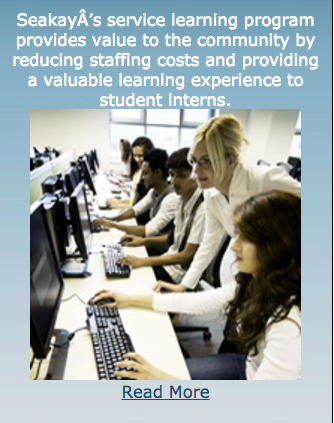 SeakayÂ’s service learning program
provides value to the community by
reducing staffing costs and providing
a valuable learning experience to
student interns.
Read More